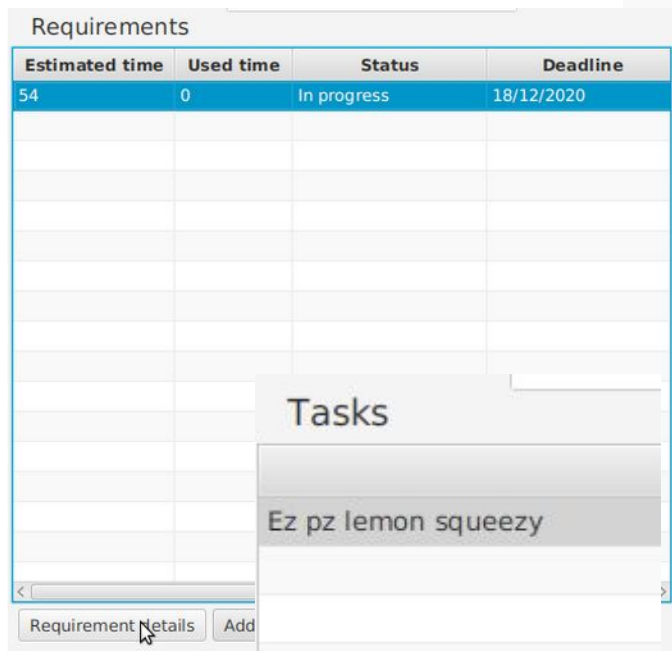 Requirements
Estimated time Used time Status Deadline
54 0 In progress 18/12/2020
Tasks
Ez pz lemon squeezy
Requirement details Add